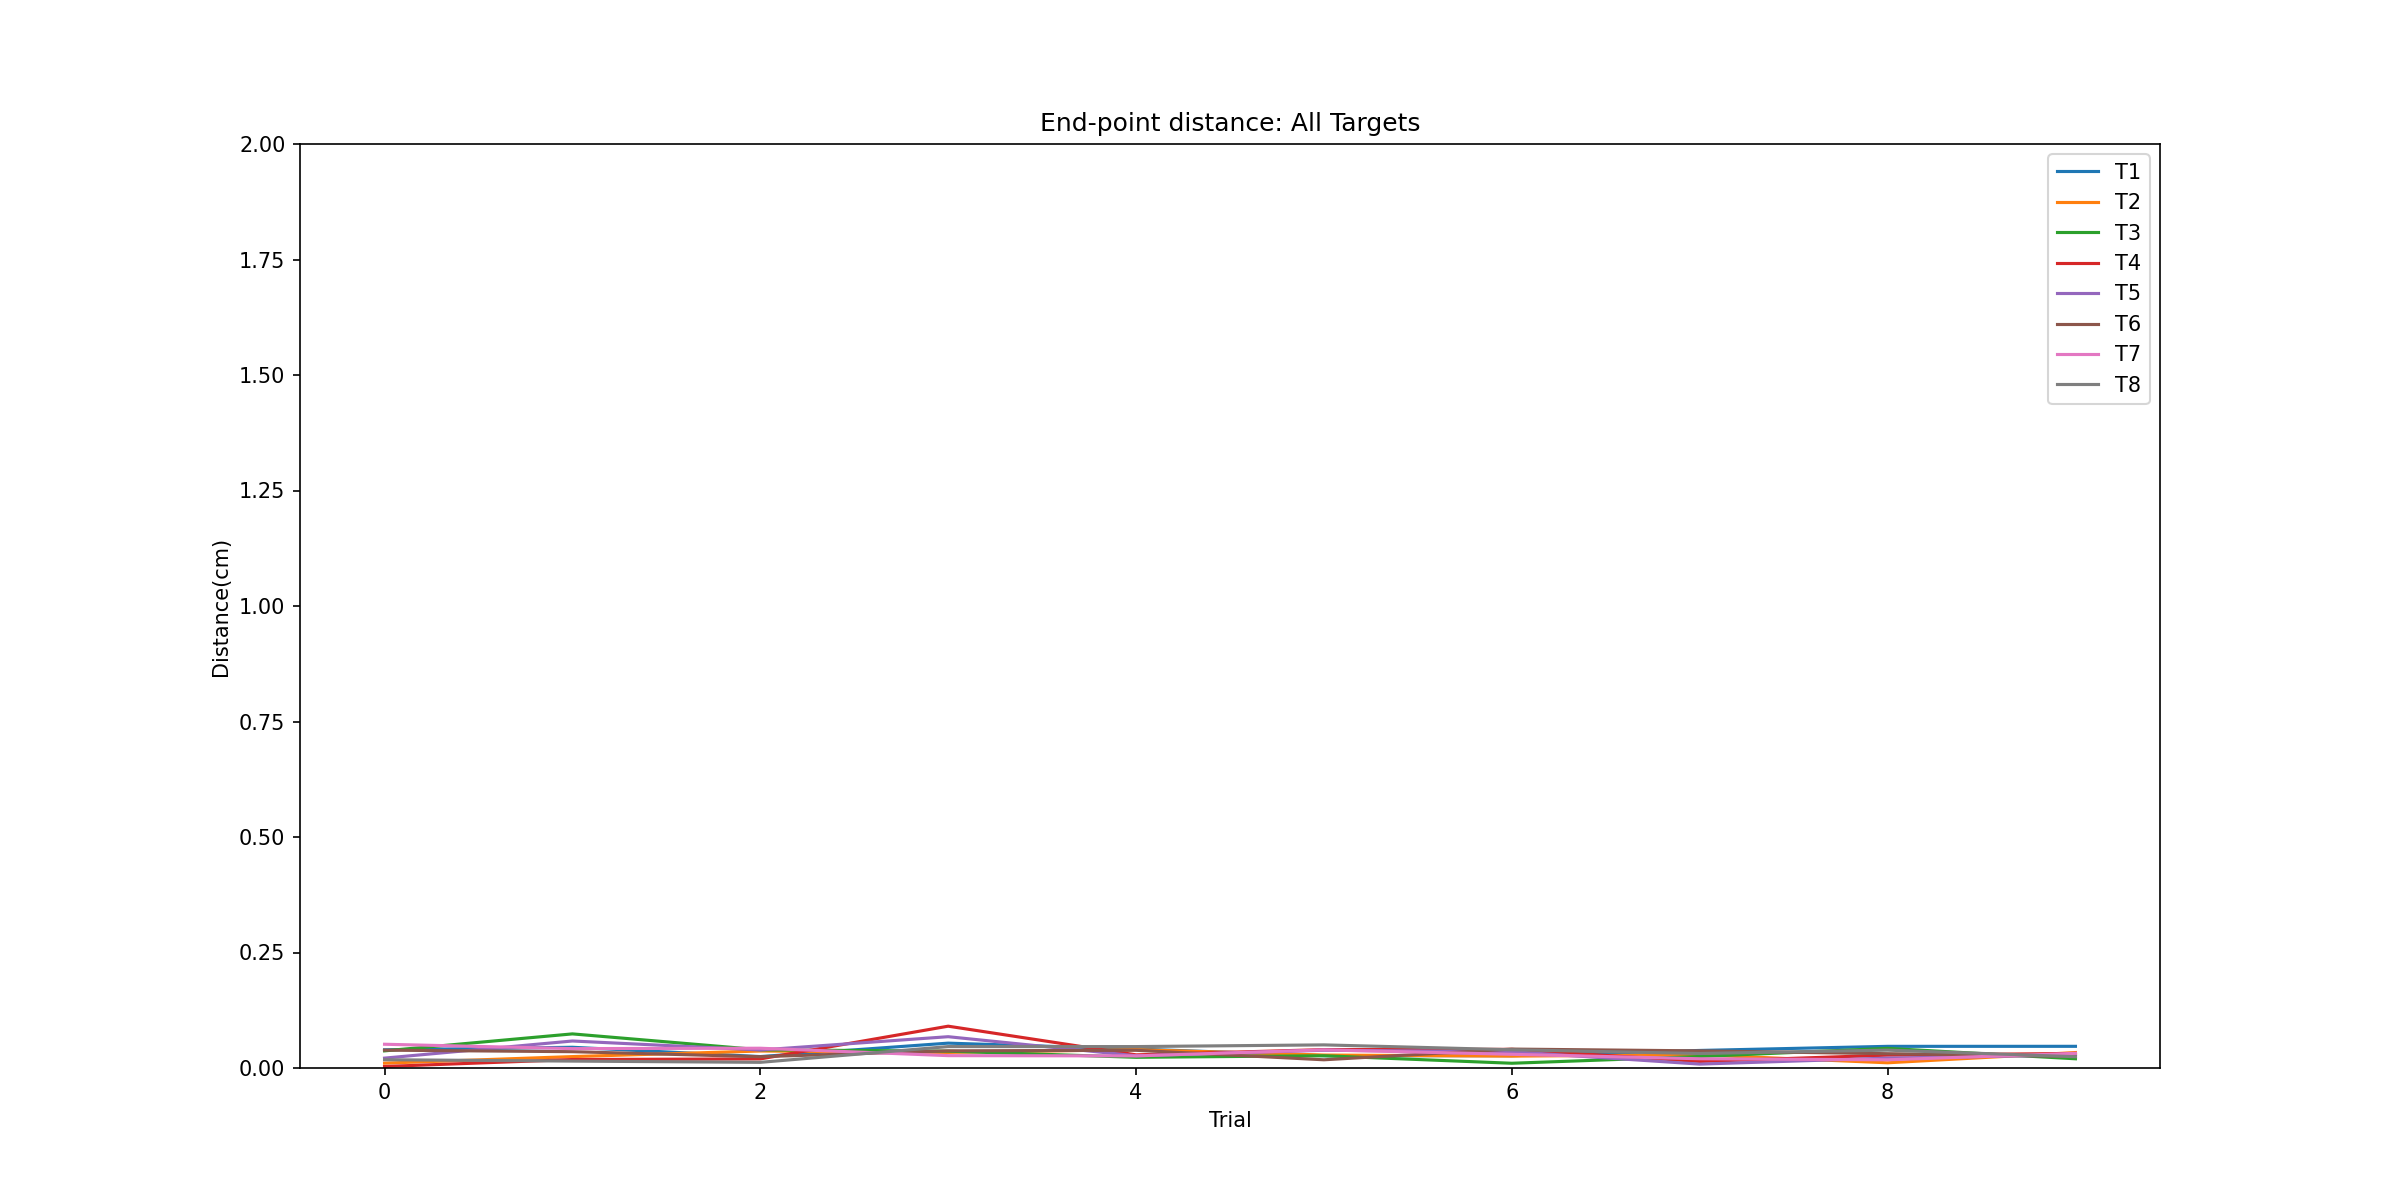 End-point distance: All Targets
2.00
1.75
1.50
1.25
1.00
0.75
0.50
0.25
0.00
Distance(cm)
T1
T2
T3
T4
T5
T6
T7
T8
0 2 4 6 8
Trial